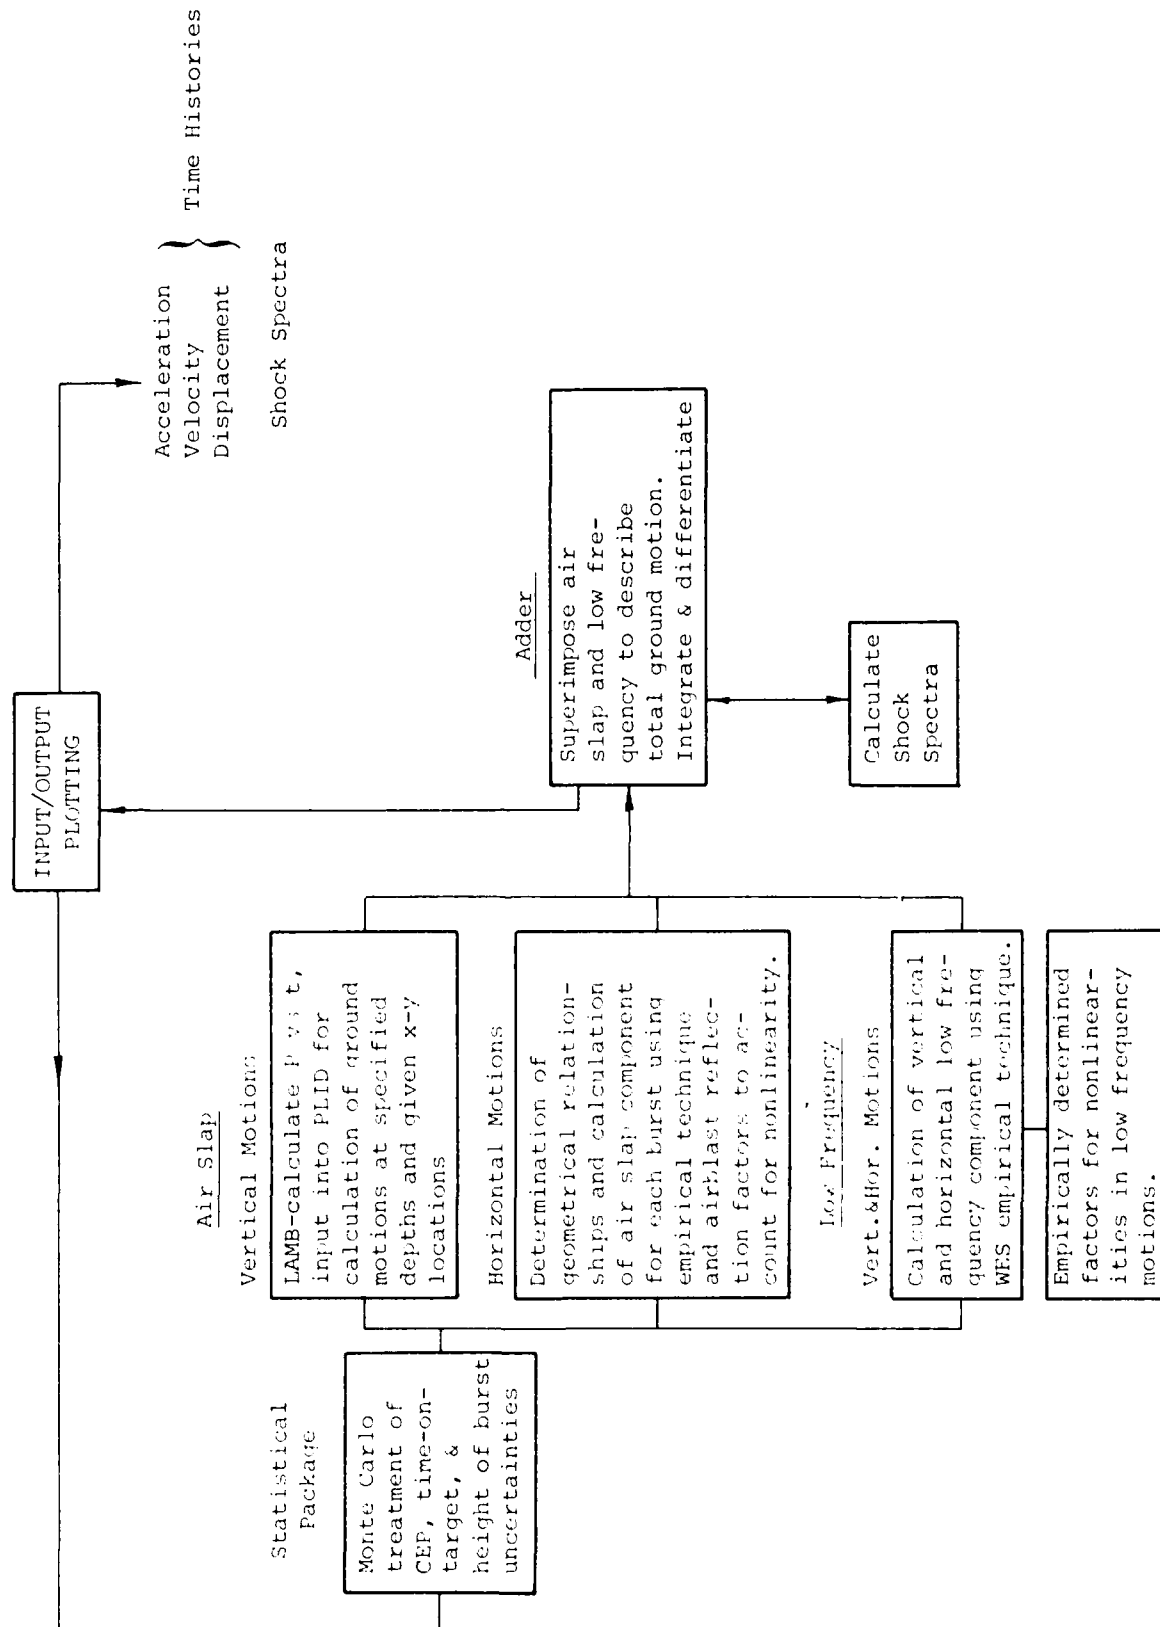 INPUT/OUTPUT
PLOTTING
Acceleration
Velocity
Displacement
Time Histories
Shock Spectra
Statistical
Package
Monte Carlo
treatment of
CEP, time-on-
target, &
height of burst
uncertainties
Air Slap
Vertical Motions
LAMB-calculate P vs t,
input into PLID for
calculation of ground
motions at specified
depths and given x-y
locations
Horizontal Motions
Determination of
geometrical relation-
ships and calculation
of air slap component
for each burst using
empirical technique
and airblast reflec-
tion factors to ac-
count for nonlinearity.
Low Frequency
Vert.&Hor. Motions
Calculation of vertical
and horizontal low fre-
quency component using
WES empirical technique.
Empirically determined
factors for nonlinear-
ities in low frequency
motions.
Adder
Superimpose air
slap and low fre-
quency to describe
total ground motion.
Integrate & differentiate
Calculate
Shock
Spectra